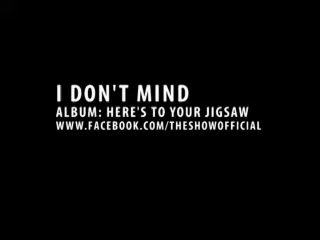 I DON'T MIND
ALBUM: HERE'S TO YOUR JIGSAW
WWW.FACEBOOK.COM/THESHOWOFFICIAL